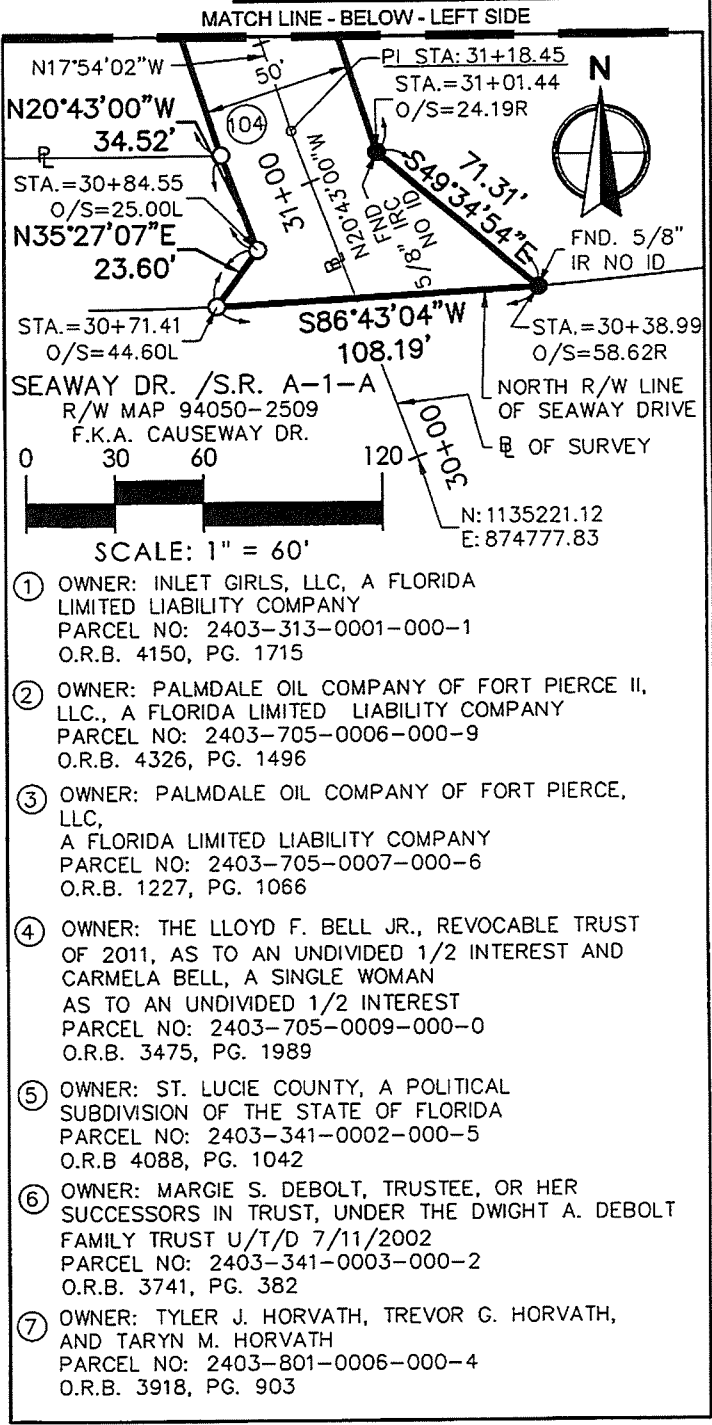 MATCH LINE - BELOW - LEFT SIDE
N17°54'02"W
50'
PI STA: 31+18.45
STA.=31+01.44
O/S=24.19R
N
N20°43'00"W
34.52'
104
PL
STA.=30+84.55
O/S=25.00L
31+00
N20°43'00"W
BL
FND
5/8" IRC
NO ID
71.31'
S49°34'54"E
N35°27'07"E
23.60'
FND. 5/8"
IR NO ID
STA.=30+71.41
O/S=44.60L
S86°43'04"W
108.19'
STA.=30+38.99
O/S=58.62R
SEAWAY DR. /S.R. A-1-A
R/W MAP 94050-2509
F.K.A. CAUSEWAY DR.
NORTH R/W LINE
OF SEAWAY DRIVE
BL OF SURVEY
30+00
0 30 60 120
N: 1135221.12
E: 874777.83
SCALE: 1" = 60'
1 OWNER: INLET GIRLS, LLC, A FLORIDA
LIMITED LIABILITY COMPANY
PARCEL NO: 2403-313-0001-000-1
O.R.B. 4150, PG. 1715
2 OWNER: PALMDALE OIL COMPANY OF FORT PIERCE II,
LLC., A FLORIDA LIMITED LIABILITY COMPANY
PARCEL NO: 2403-705-0006-000-9
O.R.B. 4326, PG. 1496
3 OWNER: PALMDALE OIL COMPANY OF FORT PIERCE,
LLC,
A FLORIDA LIMITED LIABILITY COMPANY
PARCEL NO: 2403-705-0007-000-6
O.R.B. 1227, PG. 1066
4 OWNER: THE LLOYD F. BELL JR., REVOCABLE TRUST
OF 2011, AS TO AN UNDIVIDED 1/2 INTEREST AND
CARMELA BELL, A SINGLE WOMAN
AS TO AN UNDIVIDED 1/2 INTEREST
PARCEL NO: 2403-705-0009-000-0
O.R.B. 3475, PG. 1989
5 OWNER: ST. LUCIE COUNTY, A POLITICAL
SUBDIVISION OF THE STATE OF FLORIDA
PARCEL NO: 2403-341-0002-000-5
O.R.B 4088, PG. 1042
6 OWNER: MARGIE S. DEBOLT, TRUSTEE, OR HER
SUCCESSORS IN TRUST, UNDER THE DWIGHT A. DEBOLT
FAMILY TRUST U/T/D 7/11/2002
PARCEL NO: 2403-341-0003-000-2
O.R.B. 3741, PG. 382
7 OWNER: TYLER J. HORVATH, TREVOR G. HORVATH,
AND TARYN M. HORVATH
PARCEL NO: 2403-801-0006-000-4
O.R.B. 3918, PG. 903